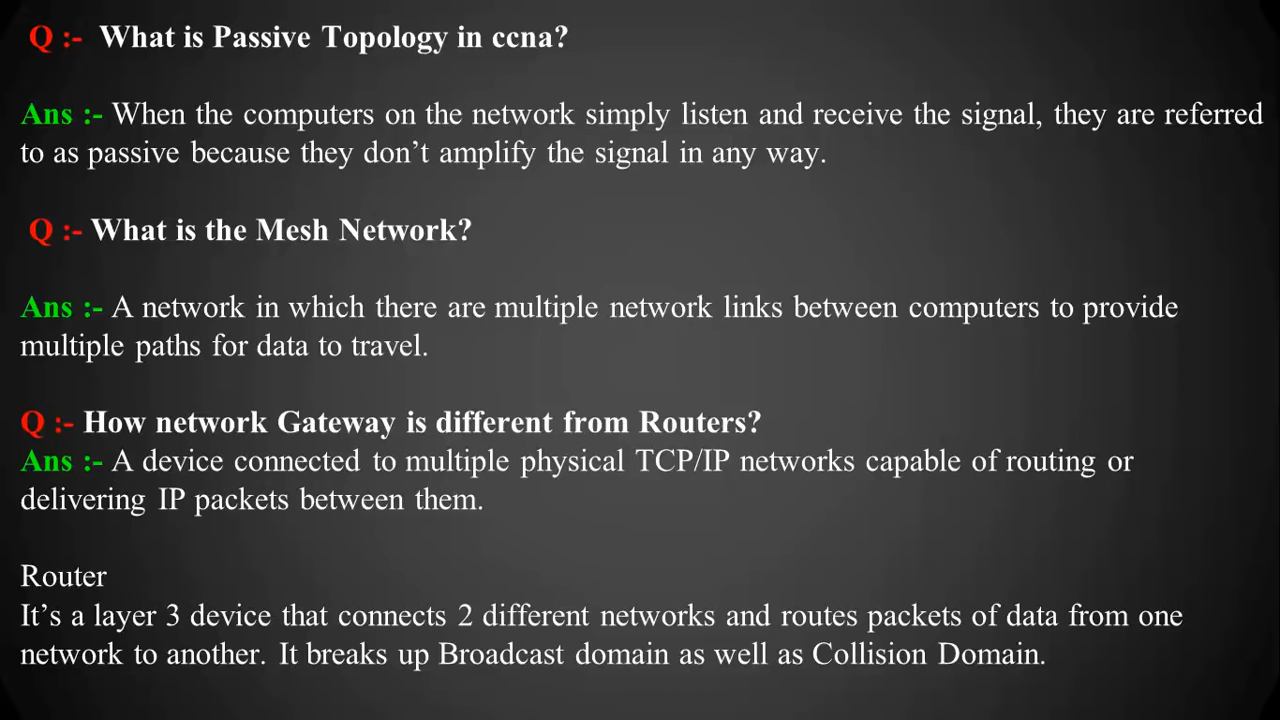 Q :- What is Passive Topology in ccna?
Ans :- When the computers on the network simply listen and receive the signal, they are referred
to as passive because they don’t amplify the signal in any way.
Q :- What is the Mesh Network?
Ans :- A network in which there are multiple network links between computers to provide
multiple paths for data to travel.
Q :- How network Gateway is different from Routers?
Ans :- A device connected to multiple physical TCP/IP networks capable of routing or
delivering IP packets between them.
Router
It’s a layer 3 device that connects 2 different networks and routes packets of data from one
network to another. It breaks up Broadcast domain as well as Collision Domain.